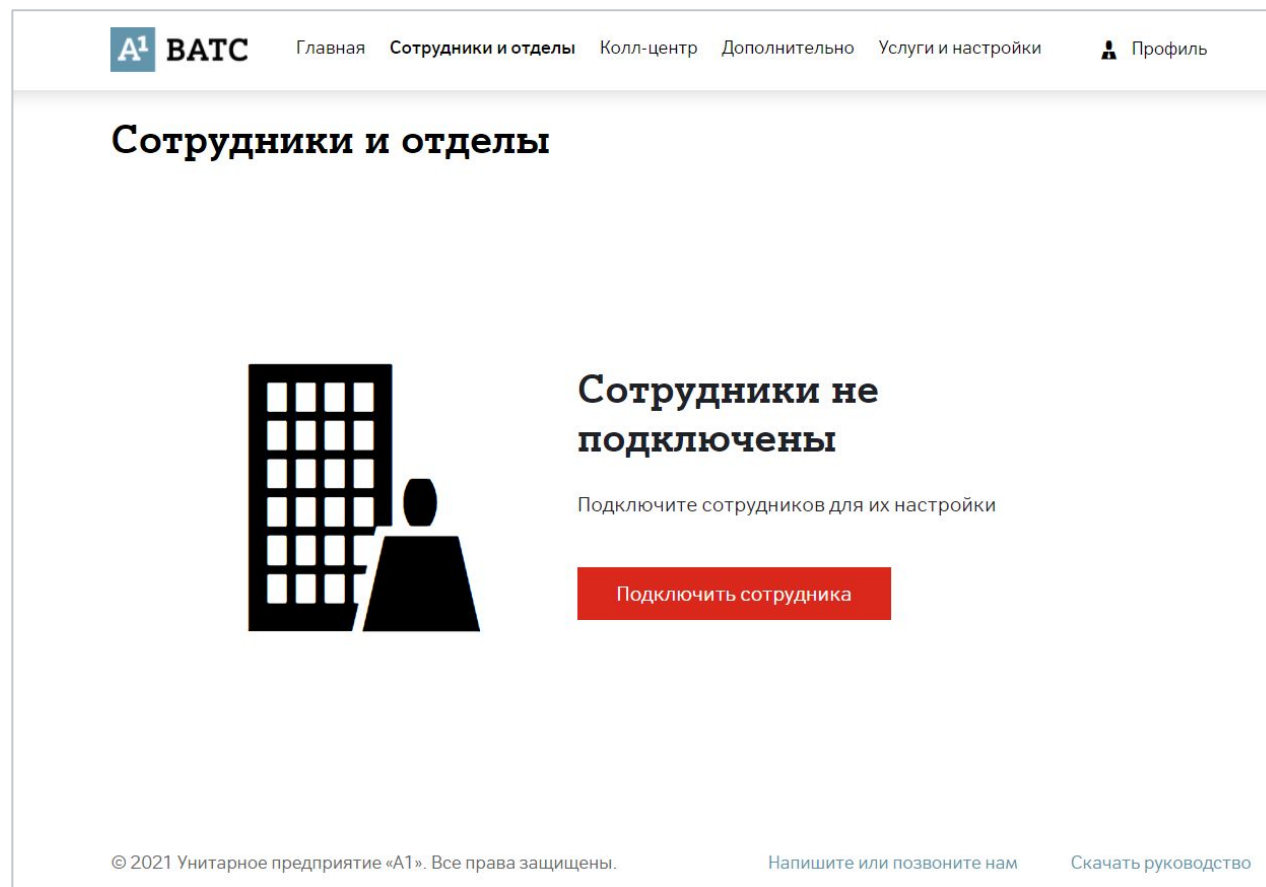 A¹ ВАТС Главная Сотрудники и отделы Колл-центр Дополнительно Услуги и настройки Профиль
Сотрудники и отделы
Сотрудники не
подключены
Подключите сотрудников для их настройки
Подключить сотрудника
© 2021 Унитарное предприятие «А1». Все права защищены. Напишите или позвоните нам Скачать руководство